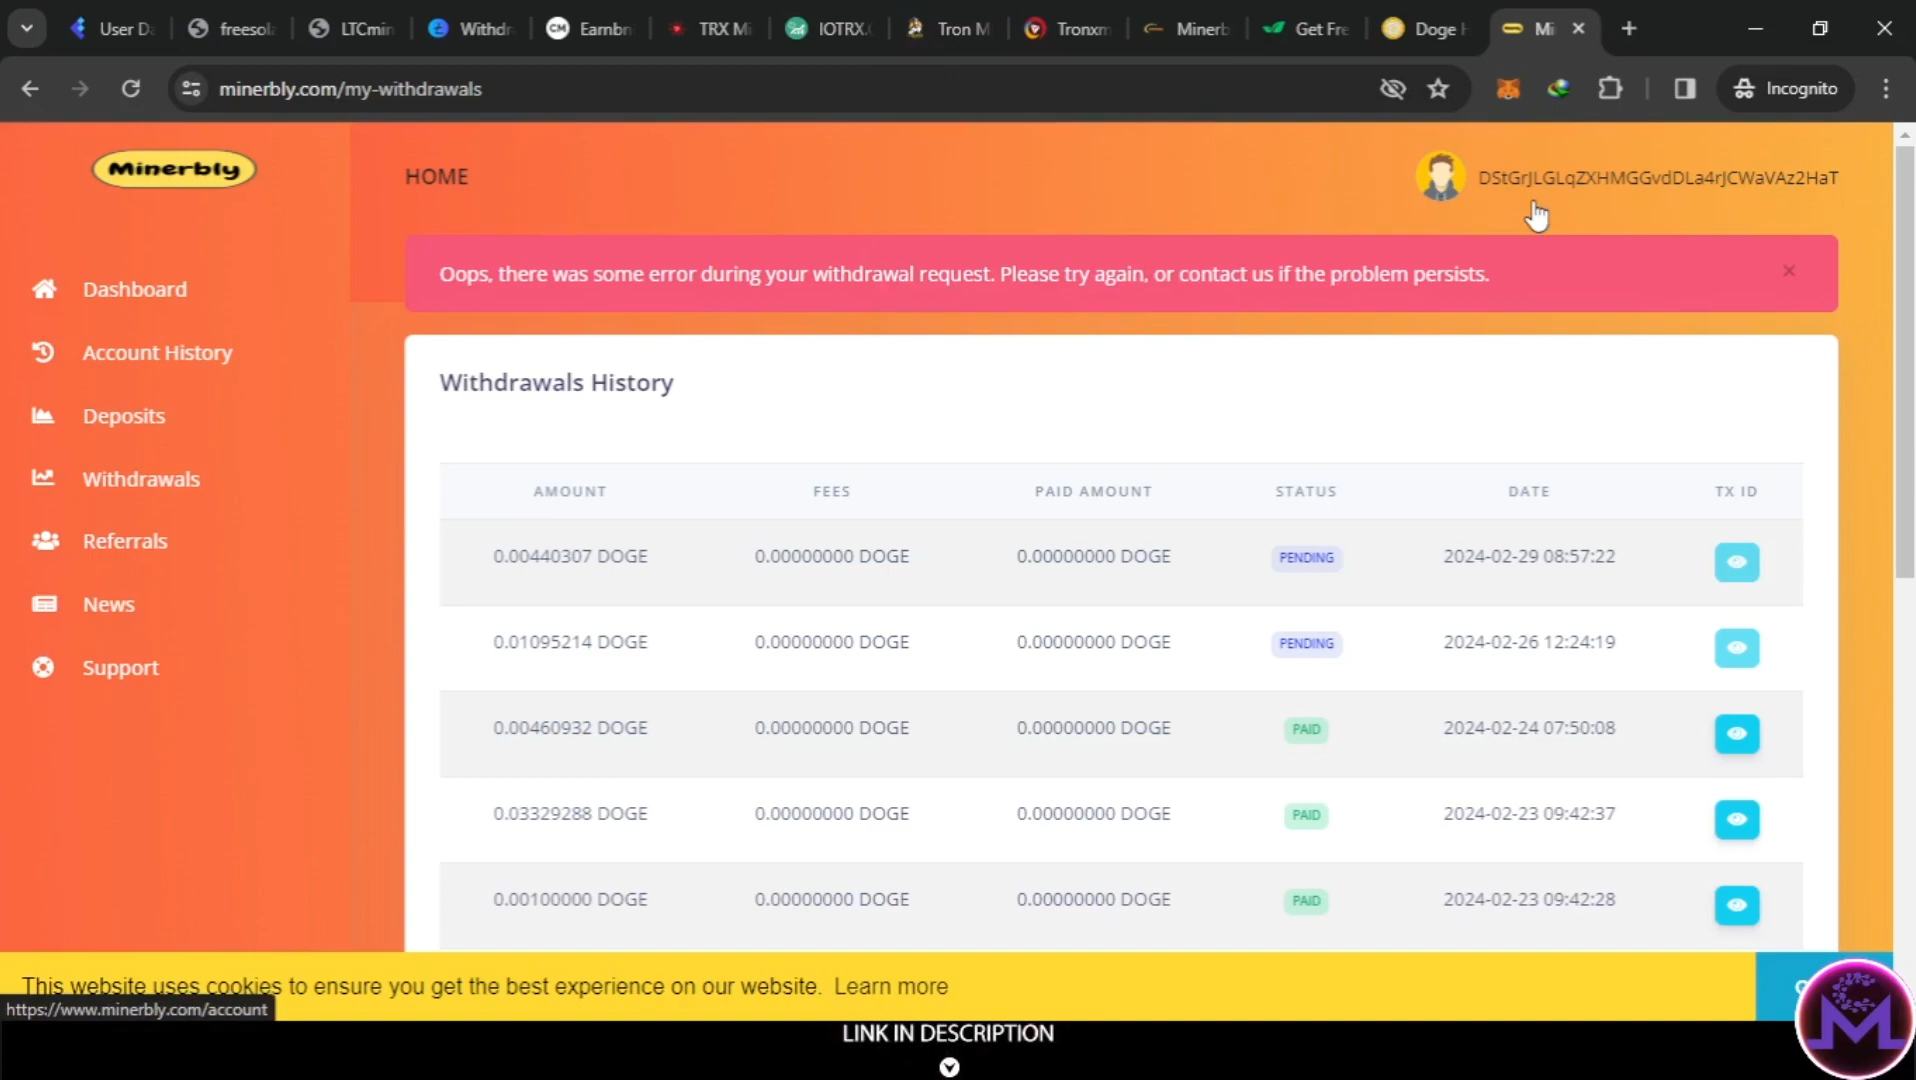 User Da
freesola
LTCmin
Withdr
CM
Earnbn
TRX Mi
IOTRX.
Tron M
Tronxm
Minerb
Get Fre
Doge H
Mi
minerbly.com/my-withdrawals
Incognito
Minerbly
HOME
DStGrJLGLqZXHMGGvdDLa4rJCWaVAz2HaT
Oops, there was some error during your withdrawal request. Please try again, or contact us if the problem persists.
Dashboard
Account History
Deposits
Withdrawals
Referrals
News
Support
Withdrawals History
AMOUNT FEES PAID AMOUNT STATUS DATE TX ID
0.00440307 DOGE 0.00000000 DOGE 0.00000000 DOGE PENDING 2024-02-29 08:57:22
0.01095214 DOGE 0.00000000 DOGE 0.00000000 DOGE PENDING 2024-02-26 12:24:19
0.00460932 DOGE 0.00000000 DOGE 0.00000000 DOGE PAID 2024-02-24 07:50:08
0.03329288 DOGE 0.00000000 DOGE 0.00000000 DOGE PAID 2024-02-23 09:42:37
0.00100000 DOGE 0.00000000 DOGE 0.00000000 DOGE PAID 2024-02-23 09:42:28
This website uses cookies to ensure you get the best experience on our website. Learn more
https://www.minerbly.com/account
LINK IN DESCRIPTION
M